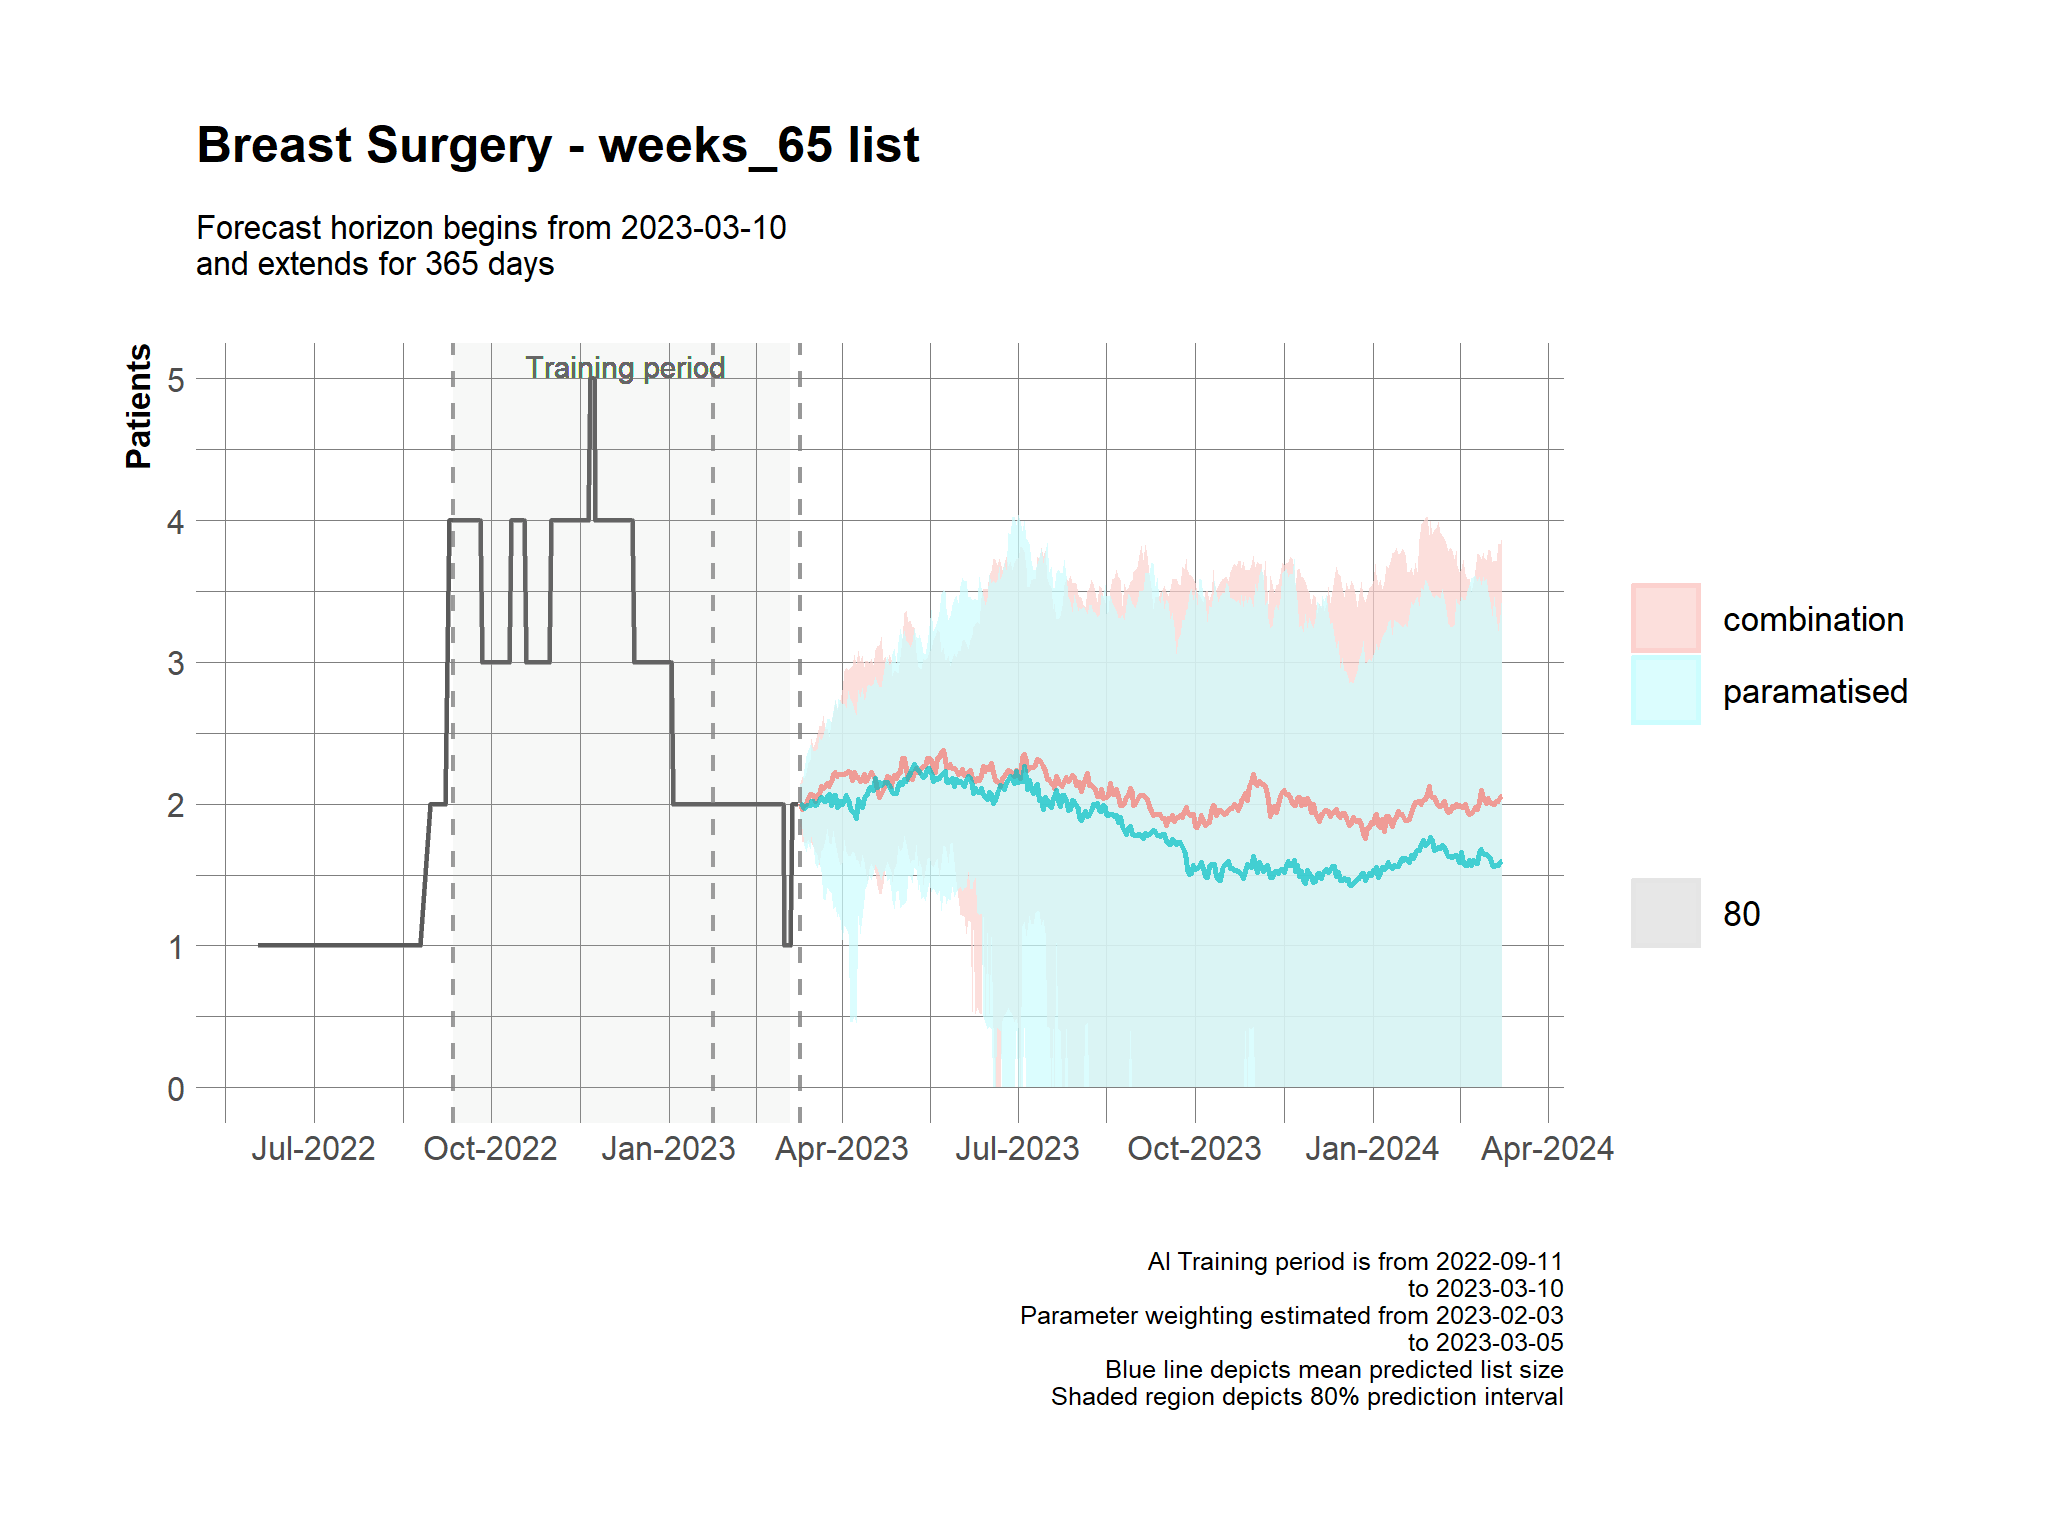 Breast Surgery - weeks_65 list
Forecast horizon begins from 2023-03-10
and extends for 365 days
Patients
Training period
5
4
3
2
1
0
Jul-2022
Oct-2022
Jan-2023
Apr-2023
Jul-2023
Oct-2023
Jan-2024
Apr-2024
combination
paramatised
80
AI Training period is from 2022-09-11
to 2023-03-10
Parameter weighting estimated from 2023-02-03
to 2023-03-05
Blue line depicts mean predicted list size
Shaded region depicts 80% prediction interval